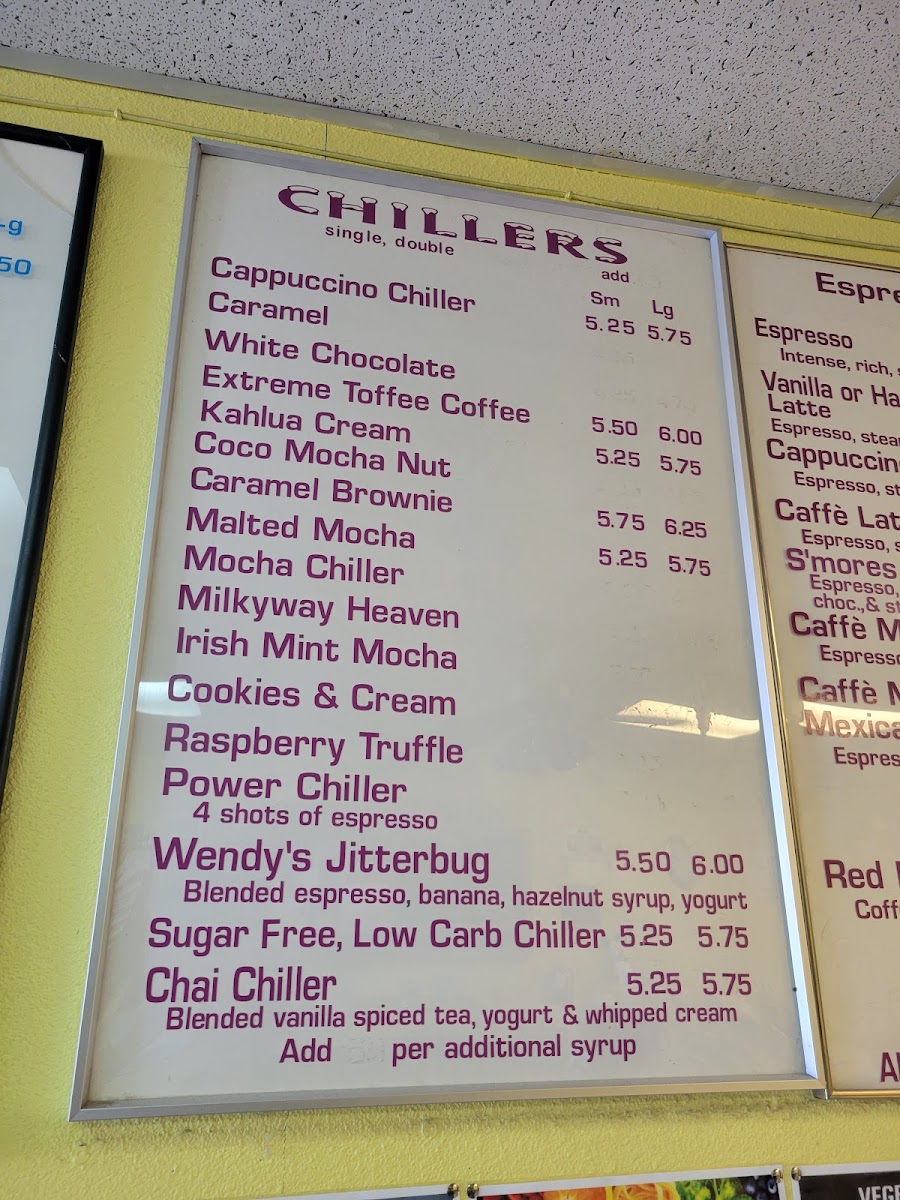 -g
50
CHILLERS
single, double
add
Sm Lg
Cappuccino Chiller 5.25 5.75
Caramel
White Chocolate
Extreme Toffee Coffee 5.50 6.00
Kahlua Cream 5.25 5.75
Coco Mocha Nut
Caramel Brownie 5.75 6.25
Malted Mocha 5.25 5.75
Mocha Chiller
Milkyway Heaven
Irish Mint Mocha
Cookies & Cream
Raspberry Truffle
Power Chiller
4 shots of espresso
Wendy's Jitterbug 5.50 6.00
Blended espresso, banana, hazelnut syrup, yogurt
Sugar Free, Low Carb Chiller 5.25 5.75
Chai Chiller 5.25 5.75
Blended vanilla spiced tea, yogurt & whipped cream
Add per additional syrup
Espre
Espresso
Intense, rich,
Vanilla or Ha
Latte
Espresso, stea
Cappuccin
Espresso, st
Caffè Lat
Espresso, s
S'mores
Espresso,
choc.,& st
Caffè M
Espresso
Caffè M
Mexica
Espres
Red
Coff
Al
VEGE